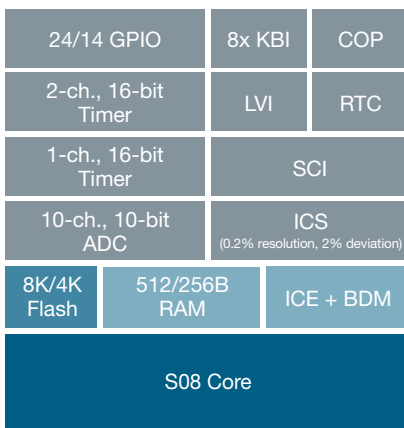 24/14 GPIO
8x KBI
COP
2-ch., 16-bit
Timer
LVI
RTC
1-ch., 16-bit
Timer
SCI
10-ch., 10-bit
ADC
ICS
(0.2% resolution, 2% deviation)
8K/4K
Flash
512/256B
RAM
ICE + BDM
S08 Core